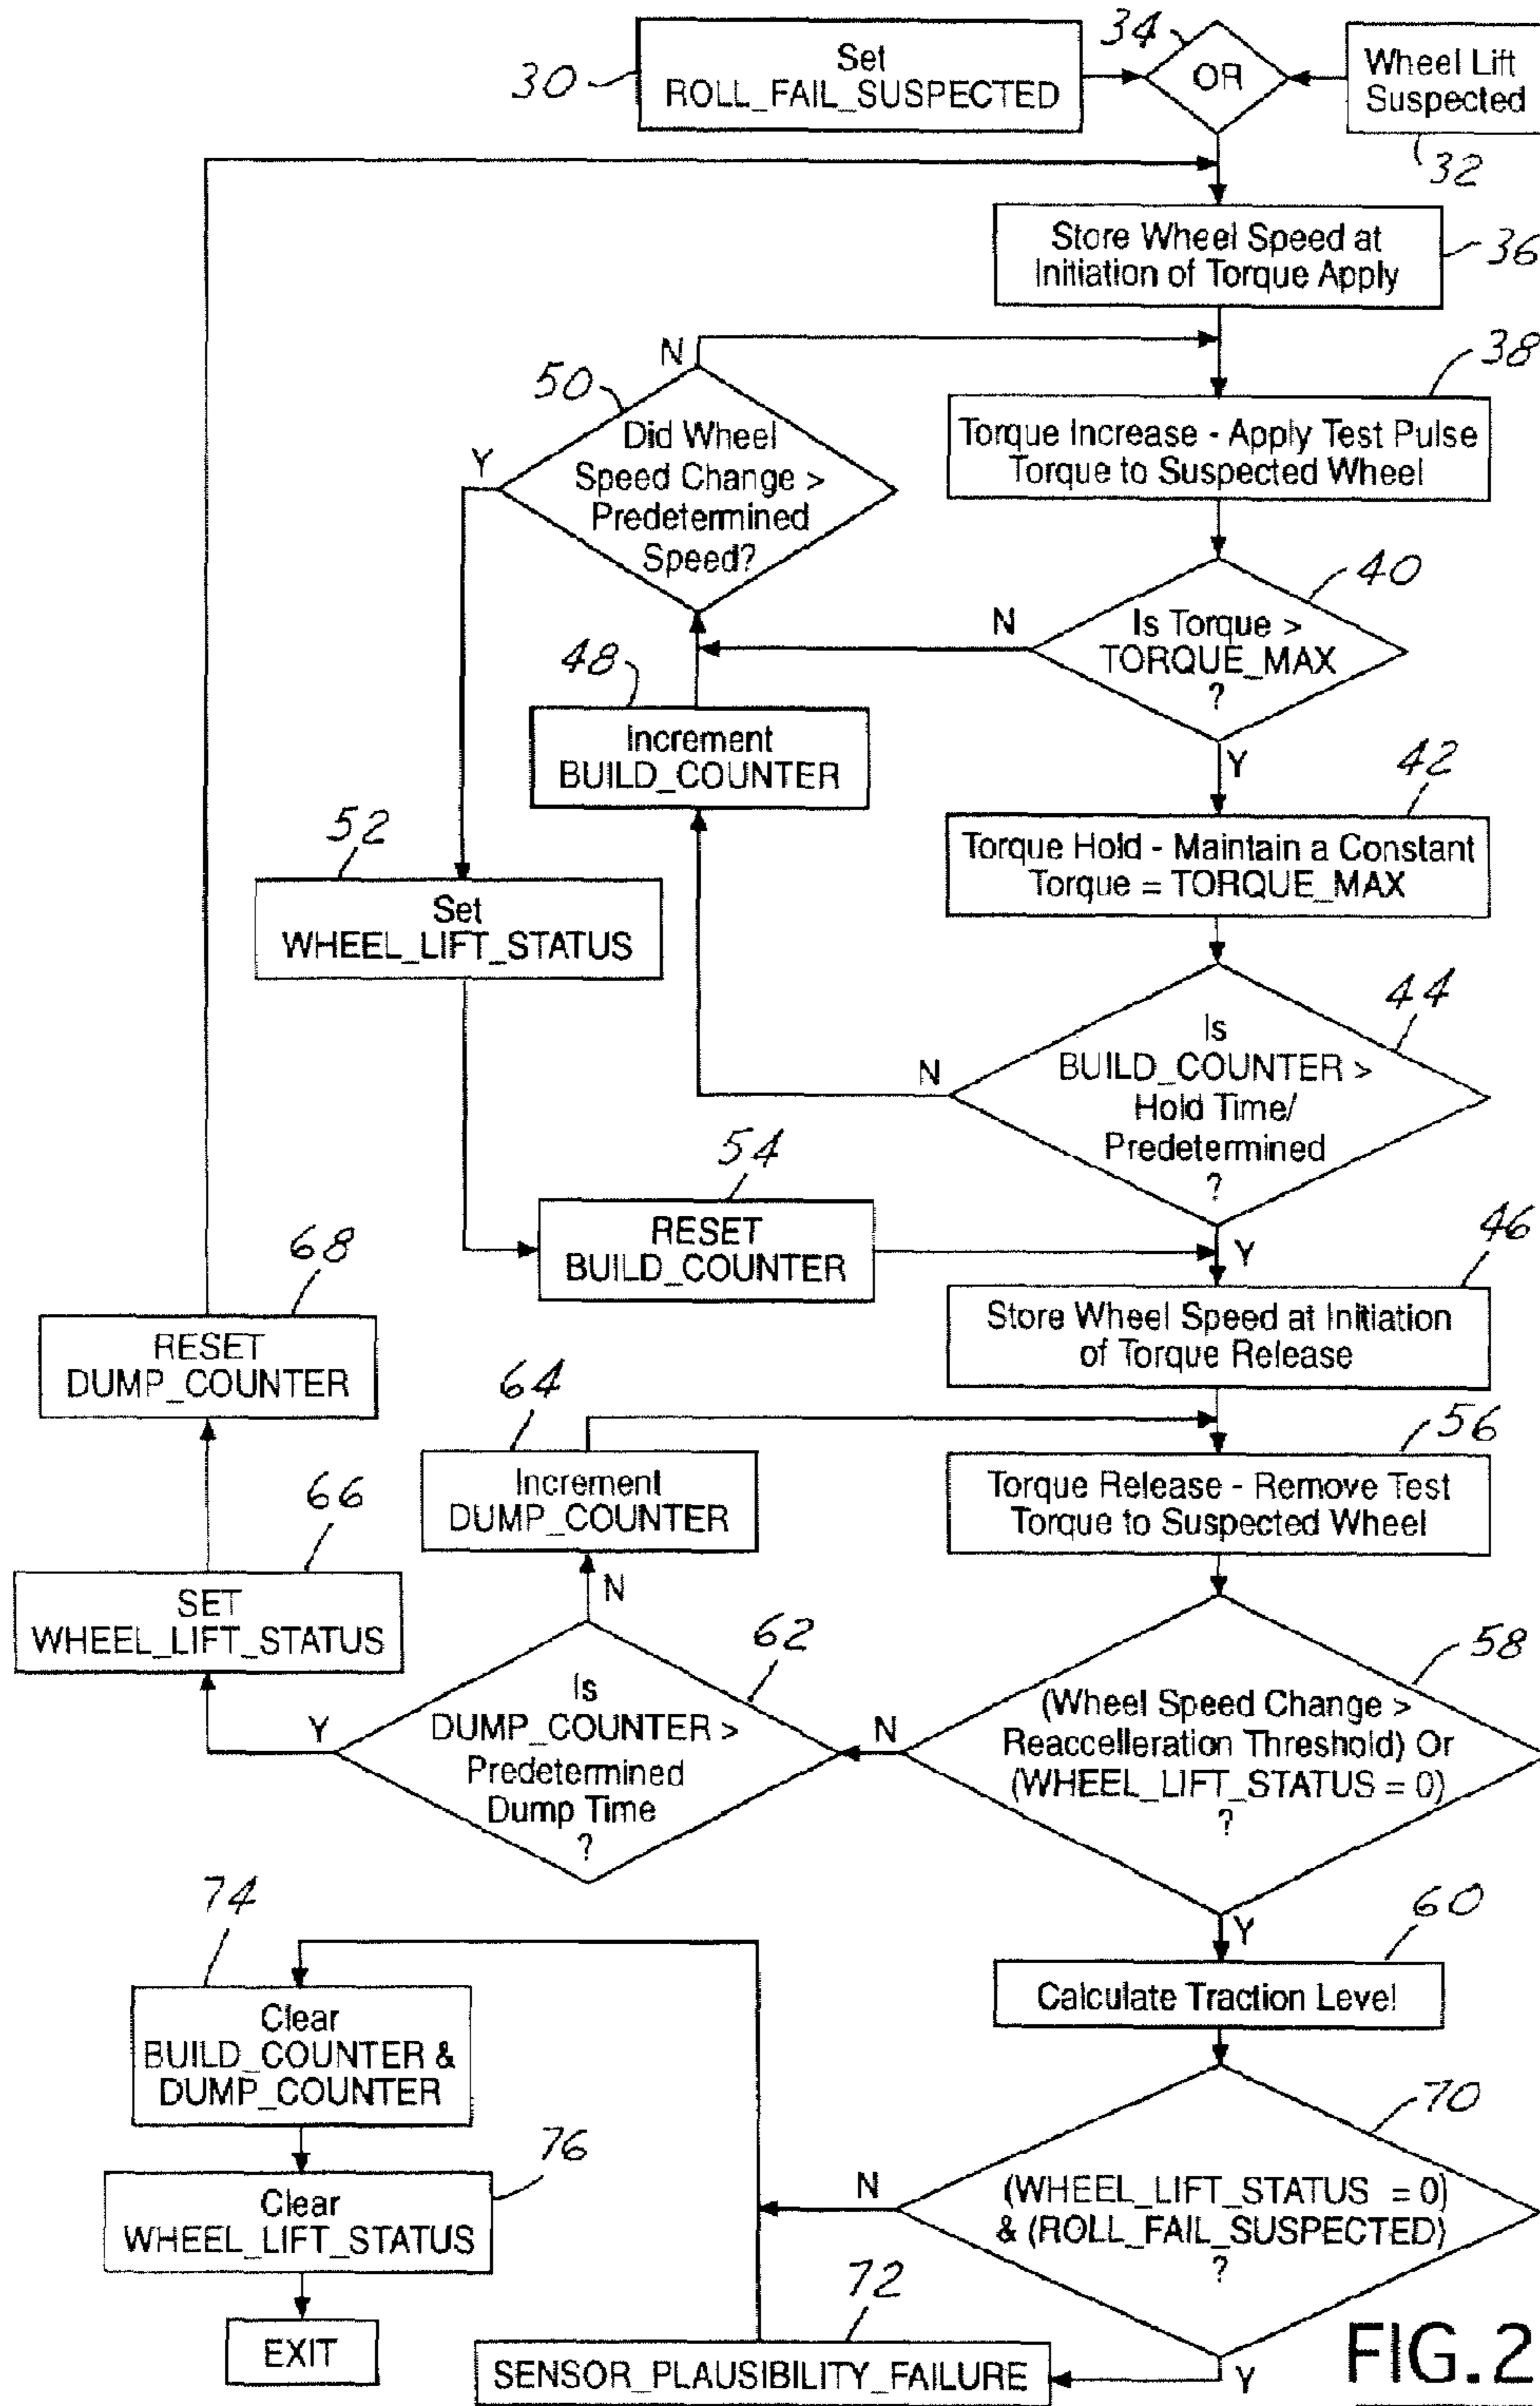 30
Set
ROLL_FAIL_SUSPECTED
34
OR
Wheel Lift
Suspected
32
Store Wheel Speed at
Initiation of Torque Apply
36
N
50
Did Wheel
Speed Change >
Predetermined
Speed?
Y
38
Torque Increase - Apply Test Pulse
Torque to Suspected Wheel
40
Is Torque >
TORQUE_MAX
?
N
Y
48
Increment
BUILD_COUNTER
42
Torque Hold - Maintain a Constant
Torque = TORQUE_MAX
52
Set
WHEEL_LIFT_STATUS
44
Is
BUILD_COUNTER >
Hold Time/
Predetermined
?
N
Y
54
RESET
BUILD_COUNTER
46
Store Wheel Speed at Initiation
of Torque Release
68
RESET
DUMP_COUNTER
64
Increment
DUMP_COUNTER
56
Torque Release - Remove Test
Torque to Suspected Wheel
66
SET
WHEEL_LIFT_STATUS
N
62
Is
DUMP_COUNTER >
Predetermined
Dump Time
?
Y
58
(Wheel Speed Change >
Reaccelleration Threshold) Or
(WHEEL_LIFT_STATUS = 0)
?
N
Y
60
Calculate Traction Level
74
Clear
BUILD_COUNTER &
DUMP_COUNTER
70
(WHEEL_LIFT_STATUS = 0)
& (ROLL_FAIL_SUSPECTED)
?
N
Y
76
Clear
WHEEL_LIFT_STATUS
EXIT
72
SENSOR_PLAUSIBILITY_FAILURE
FIG.2